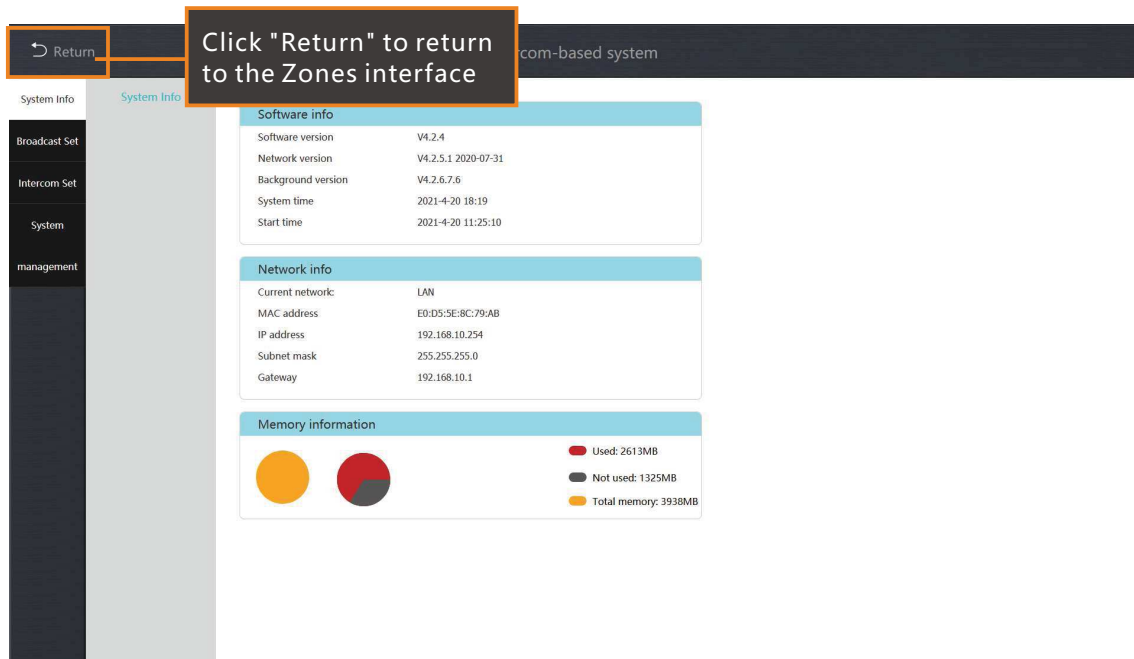 Return
Click "Return" to return
to the Zones interface
com-based system
System Info
Broadcast Set
Intercom Set
System
management
System Info
Software info
Software version V4.2.4
Network version V4.2.5.1 2020-07-31
Background version V4.2.6.7.6
System time 2021-4-20 18:19
Start time 2021-4-20 11:25:10
Network info
Current network: LAN
MAC address E0:D5:5E:8C:79:AB
IP address 192.168.10.254
Subnet mask 255.255.255.0
Gateway 192.168.10.1
Memory information
Used: 2613MB
Not used: 1325MB
Total memory: 3938MB